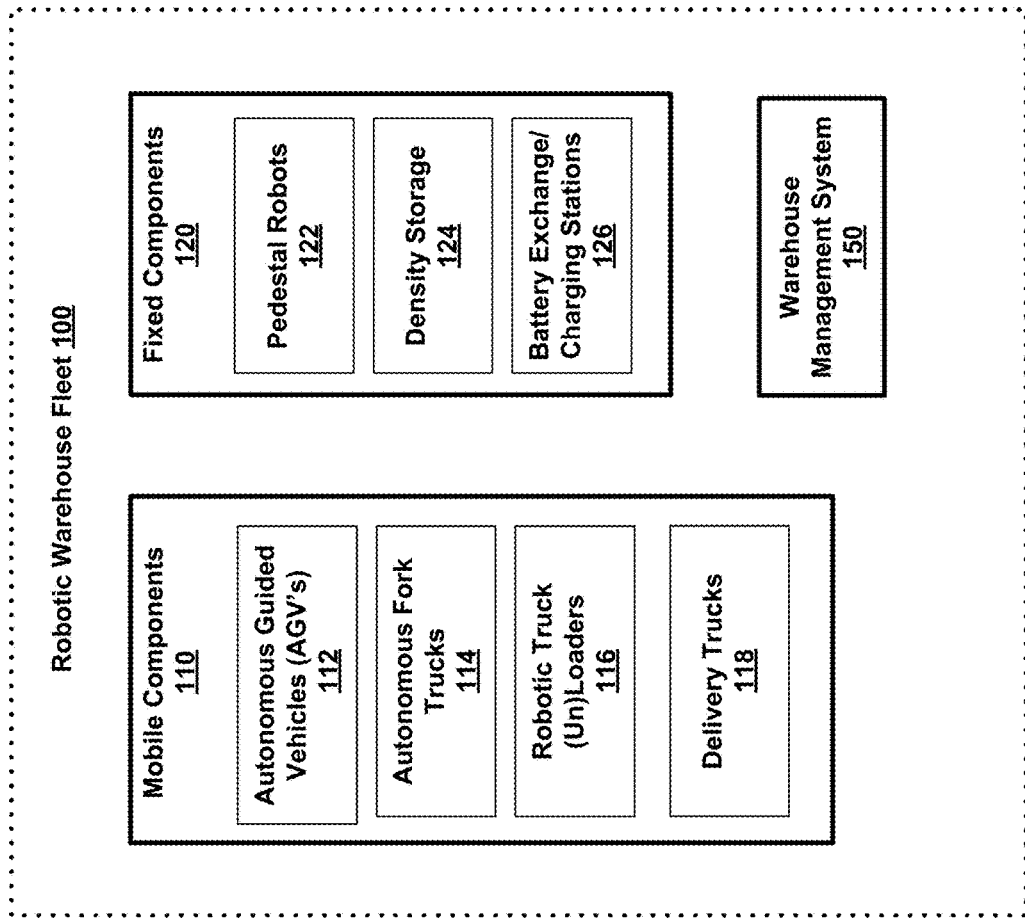 Robotic Warehouse Fleet 100
Mobile Components
110
Autonomous Guided
Vehicles (AGV's)
112
Autonomous Fork
Trucks
114
Robotic Truck
(Un)Loaders
116
Delivery Trucks
118
Fixed Components
120
Pedestal Robots
122
Density Storage
124
Battery Exchange/
Charging Stations
126
Warehouse
Management System
150